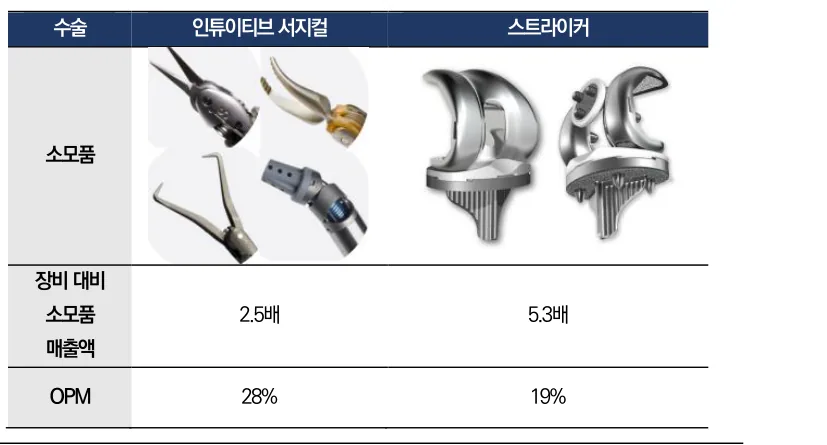 수술 인튜이티브 서지컬 스트라이커
소모품
장비 대비
소모품 2.5배 5.3배
매출액
OPM 28% 19%